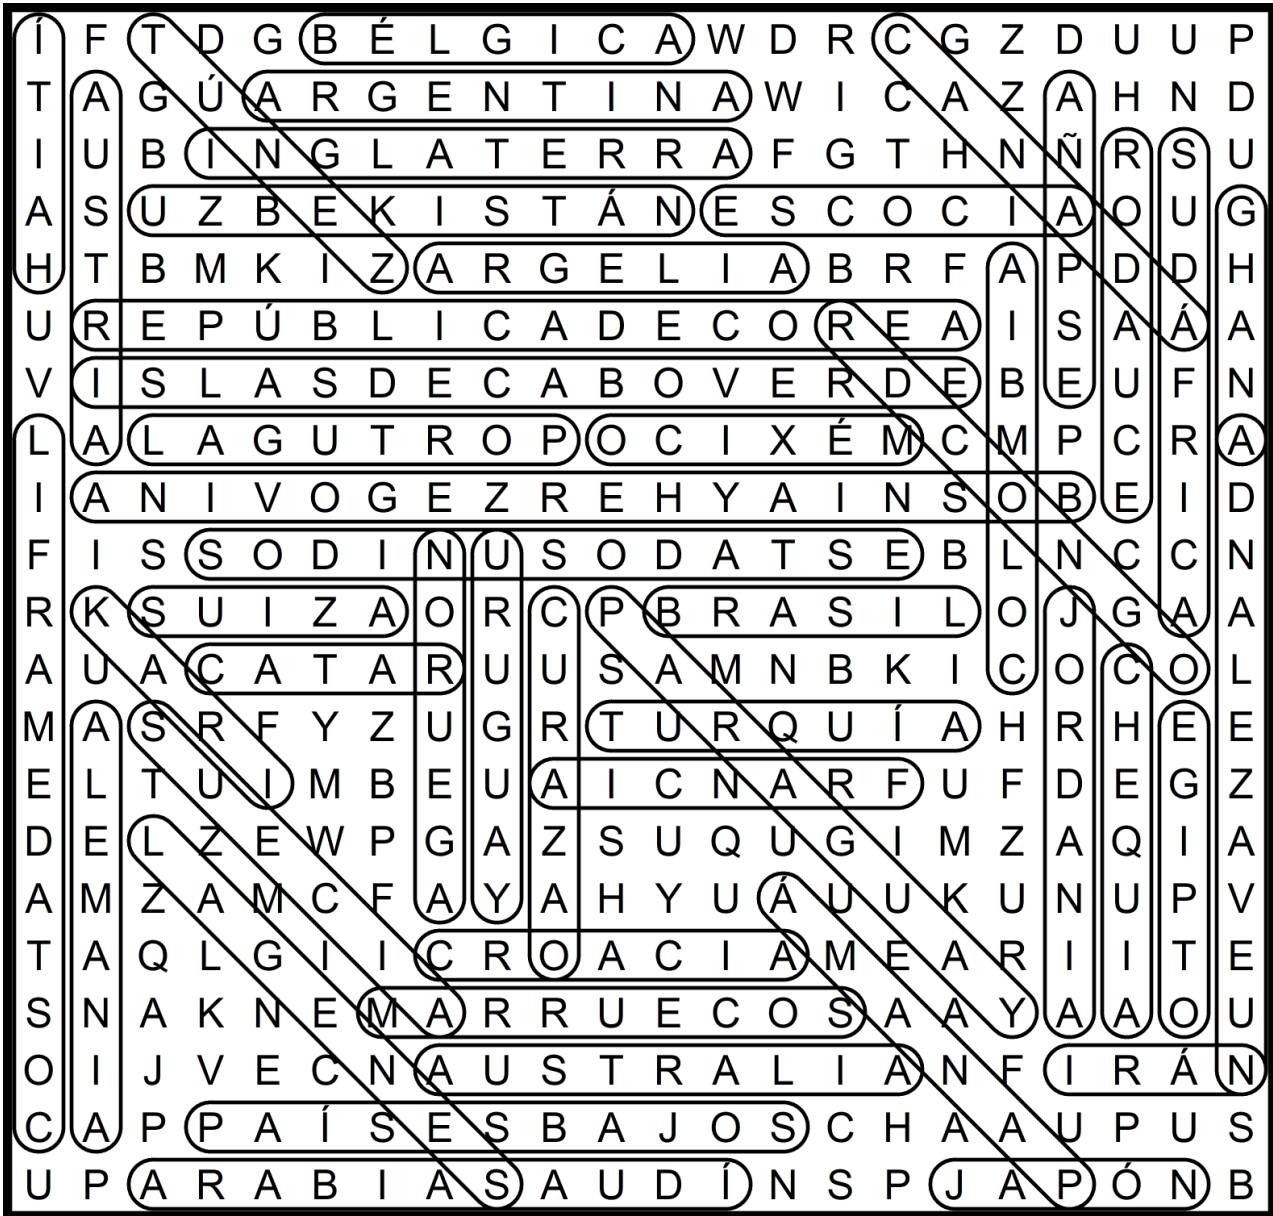 Í F T D G B É L G I C A W D R C G Z D U U P
T A G Ú A R G E N T I N A W I C A Z A H N D
I U B I N G L A T E R R A F G T H N Ñ R S U
A S U Z B E K I S T Á N E S C O C I A O U G
H T B M K I Z A R G E L I A B R F A P D D H
U R E P Ú B L I C A D E C O R E A I S A Á A
V I S L A S D E C A B O V E R D E B E U F N
L A L A G U T R O P O C I X É M C M P C R A
I A N I V O G E Z R E H Y A I N S O B E I D
F I S S O D I N U S O D A T S E B L N C C N
R K S U I Z A O R C P B R A S I L O J G A A
A U A C A T A R U U S A M N B K I C O C O L
M A S R F Y Z U G R T U R Q U Í A H R H E E
E L T U I M B E U A I C N A R F U F D E G Z
D E L Z E W P G A Z S U Q U G I M Z A Q I A
A M Z A M C F A Y A H Y U Á U U K U N U P V
T A Q L G I I C R O A C I A M E A R I I T E
S N A K N E M A R R U E C O S A A Y A A O U
O I J V E C N A U S T R A L I A N F I R Á N
C A P P A Í S E S B A J O S C H A A U P U S
U P A R A B I A S A U D Í N S P J A P Ó N B